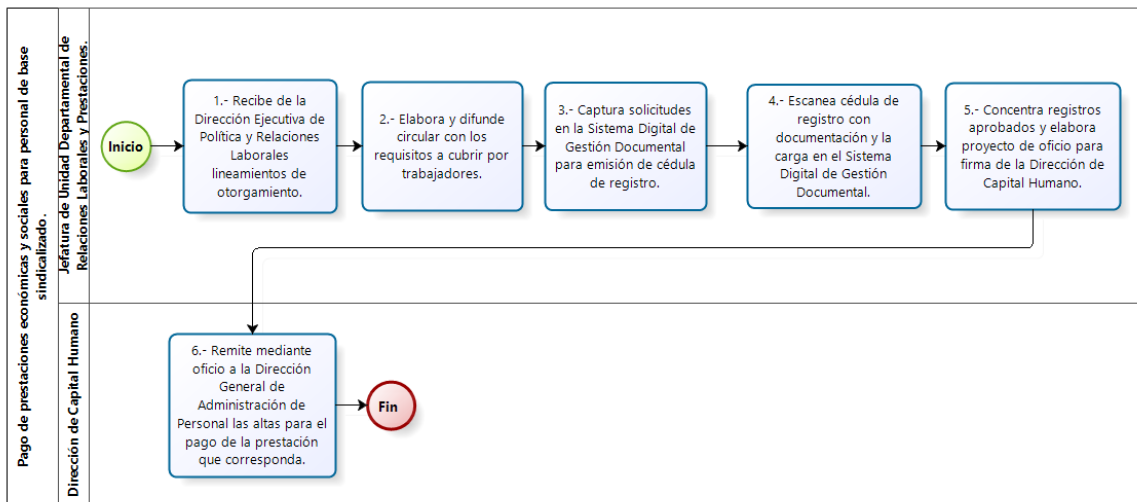 Pago de prestaciones económicas y sociales para personal de base
sindicalizado.
Jefatura de Unidad Departamental de
Relaciones Laborales y Prestaciones.
Inicio
1.- Recibe de la
Dirección Ejecutiva de
Política y Relaciones
Laborales
lineamientos de
otorgamiento.
2.- Elabora y difunde
circular con los
requisitos a cubrir por
trabajadores.
3.- Captura solicitudes
en la Sistema Digital de
Gestión Documental
para emisión de cédula
de registro.
4.- Escanea cédula de
registro con
documentación y la
carga en el Sistema
Digital de Gestión
Documental.
5.- Concentra registros
aprobados y elabora
proyecto de oficio para
firma de la Dirección de
Capital Humano.
Dirección de Capital Humano
6.- Remite mediante
oficio a la Dirección
General de
Administración de
Personal las altas para el
pago de la prestación
que corresponda.
Fin